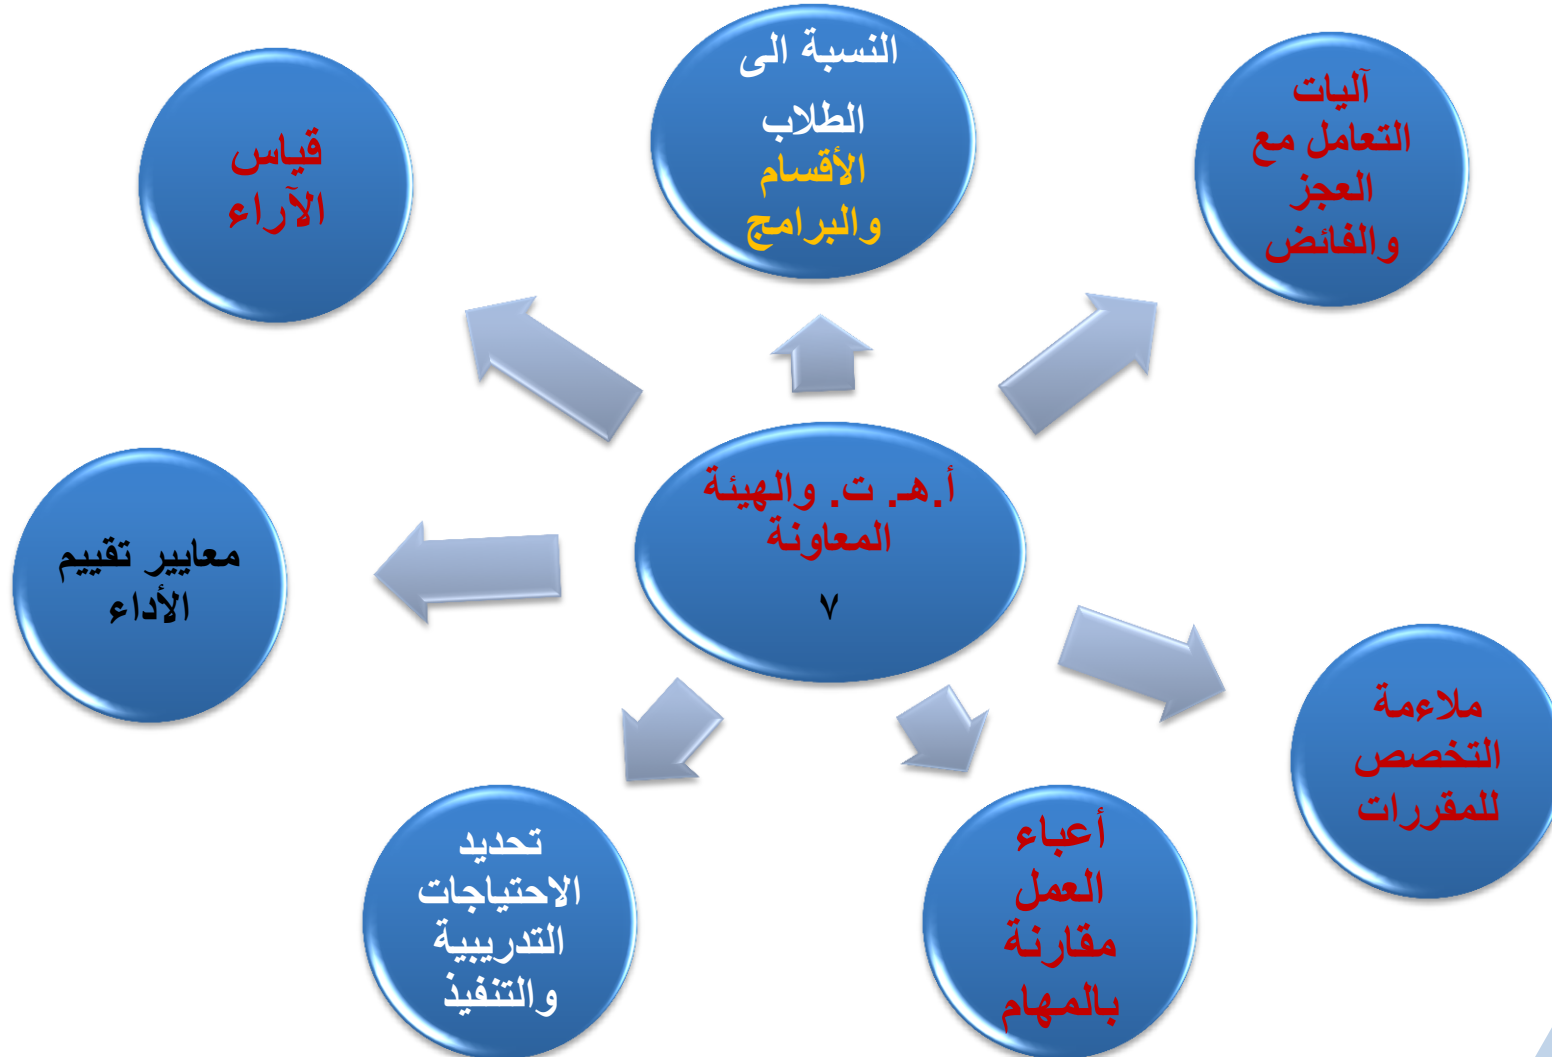 النسبة الى
الطلاب
الأقسام
والبرامج
آليات
التعامل مع
العجز
والفائض
قياس
الآراء
أ.هـ. ت. والهيئة
المعاونة
٧
معايير تقييم
الأداء
ملاءمة
التخصص
للمقررات
أعباء
العمل
مقارنة
بالمهام
تحديد
الاحتياجات
التدريبية
والتنفيذ